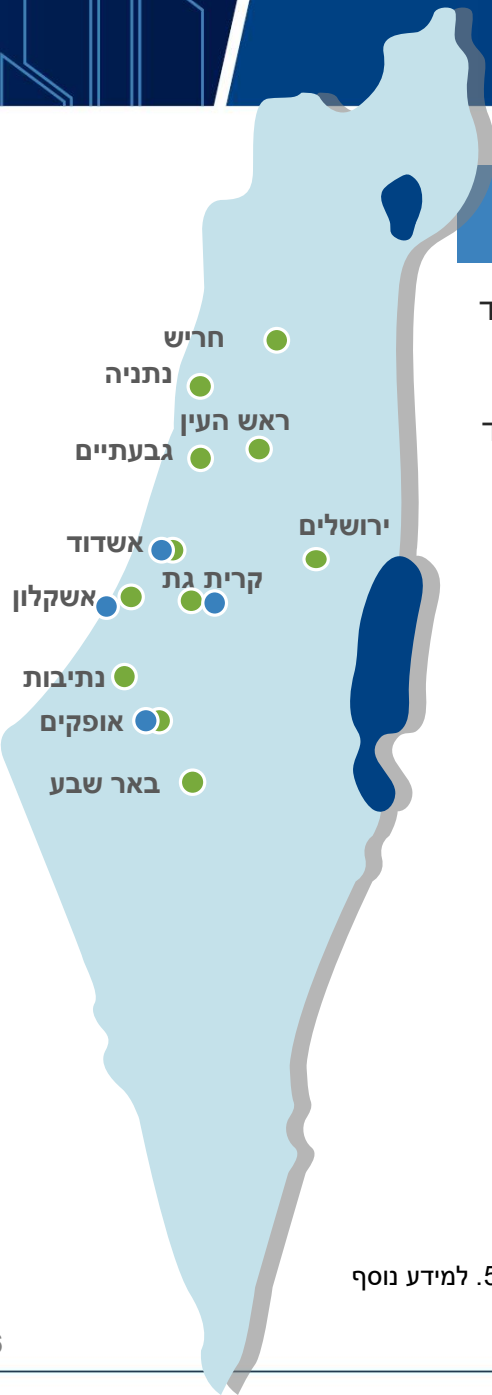 חריש
נתניה
ראש העין
גבעתיים
ירושלים
אשדוד
קרית גת
אשקלון
נתיבות
אופקים
באר שבע
5. למידע נוסף